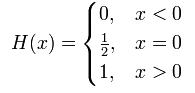 H(x) = { 0, x < 0
1/2, x = 0
1, x > 0